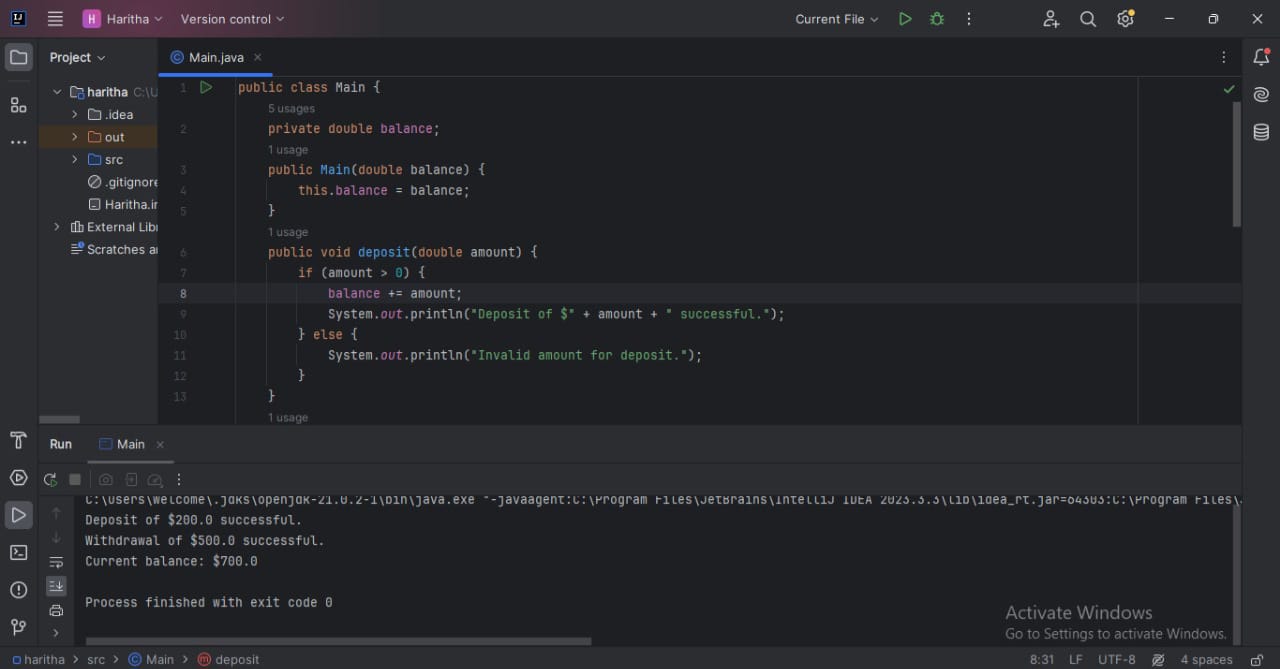 H Haritha Version control Current File
Project
Main.java
haritha C:\U
.idea
out
src
.gitignore
Haritha.ir
External Lib
Scratches a
1 public class Main {
5 usages
2 private double balance;
1 usage
3 public Main(double balance) {
4 this.balance = balance;
5 }
1 usage
6 public void deposit(double amount) {
7 if (amount > 0) {
8 balance += amount;
9 System.out.println("Deposit of $" + amount + " successful.");
10 } else {
11 System.out.println("Invalid amount for deposit.");
12 }
13 }
1 usage
Run Main
C:\Users\welcome\.jdks\openjdk-21.0.2-1\bin\java.exe "-javaagent:C:\Program Files\JetBrains\IntelliJ IDEA 2023.3.3\lib\idea_rt.jar=64303:C:\Program Files\
Deposit of $200.0 successful.
Withdrawal of $500.0 successful.
Current balance: $700.0
Process finished with exit code 0
Activate Windows
Go to Settings to activate Windows.
haritha > src > Main > deposit 8:31 LF UTF-8 4 spaces